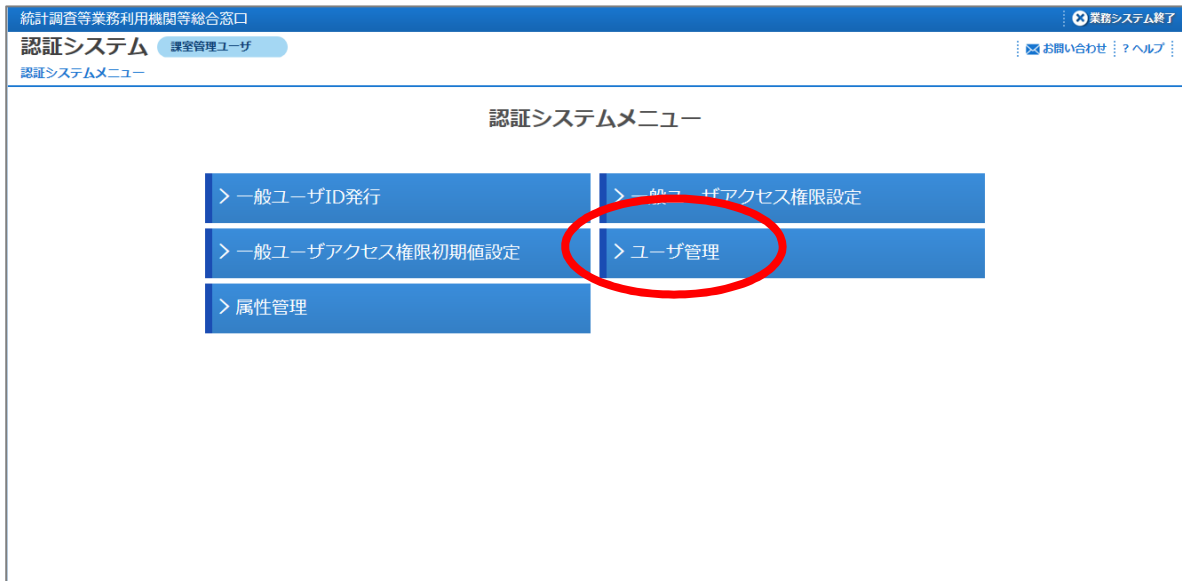 統計調査等業務利用機関等総合窓口
業務システム終了
認証システム 課室管理ユーザ
お問い合わせ ? ヘルプ
認証システムメニュー
認証システムメニュー
一般ユーザID発行
一般ユーザアクセス権限設定
一般ユーザアクセス権限初期値設定
ユーザ管理
属性管理